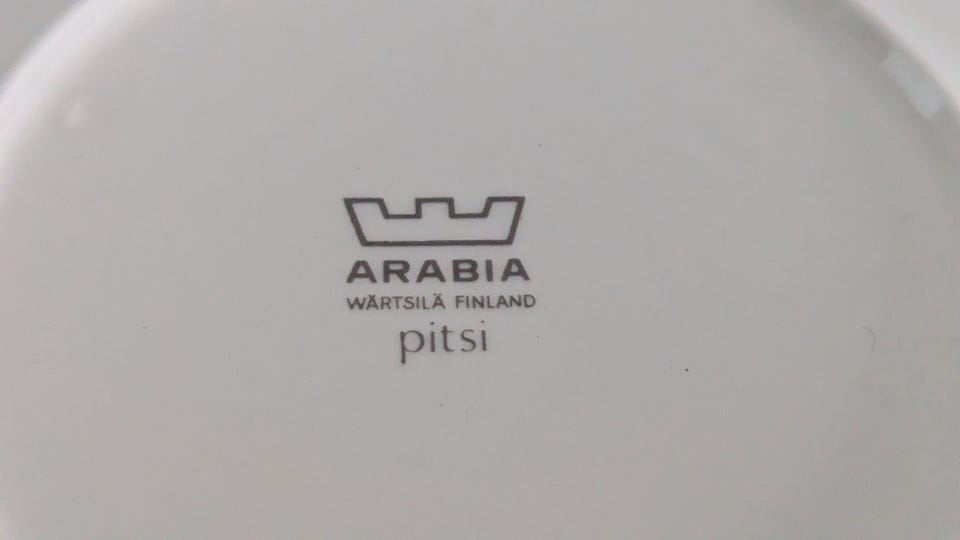 ARABIA
WÄRTSILÄ FINLAND
pitsi